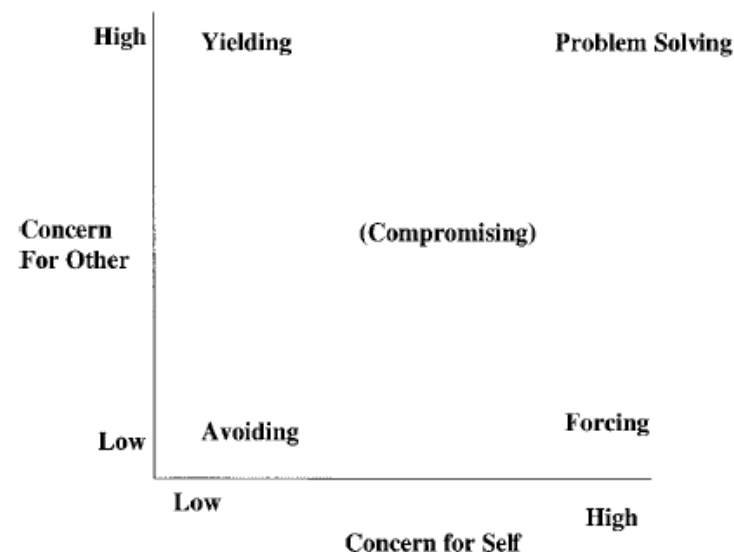 High
Yielding
Problem Solving
Concern
For Other
(Compromising)
Low
Avoiding
Forcing
Low
High
Concern for Self